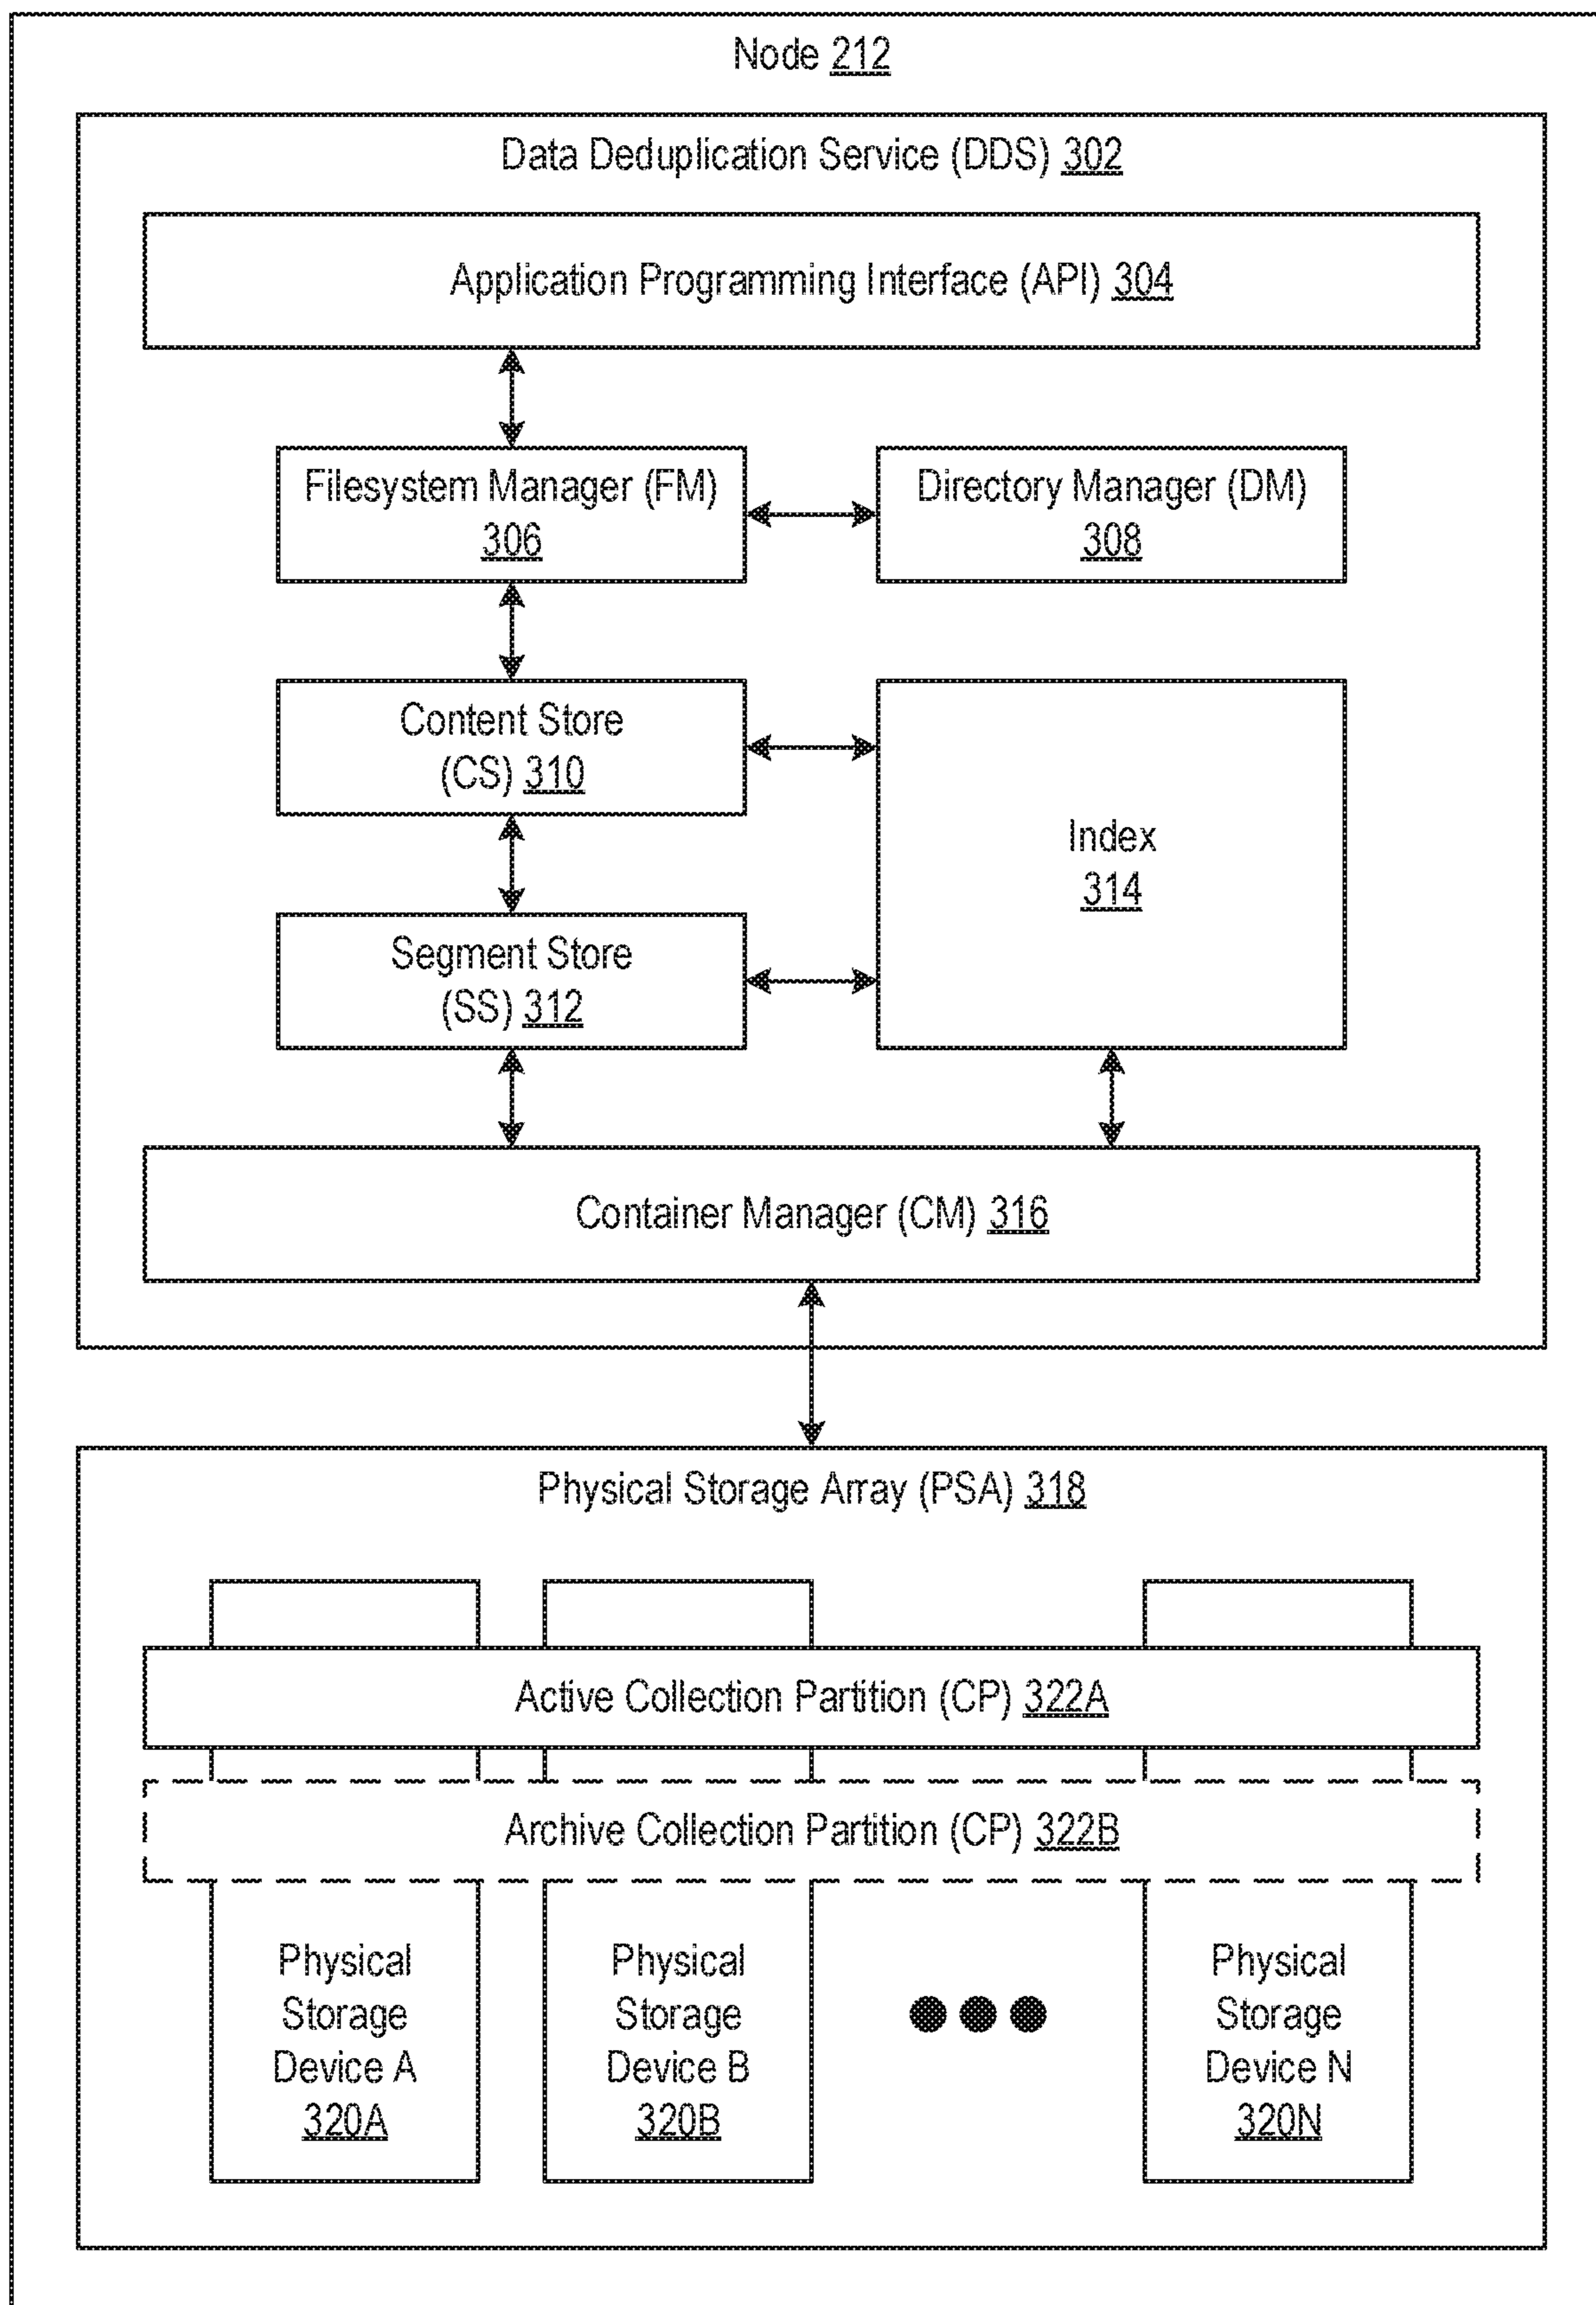 Node 212
Data Deduplication Service (DDS) 302
Application Programming Interface (API) 304
Filesystem Manager (FM)
306
Directory Manager (DM)
308
Content Store
(CS) 310
Index
314
Segment Store
(SS) 312
Container Manager (CM) 316
Physical Storage Array (PSA) 318
Active Collection Partition (CP) 322A
Archive Collection Partition (CP) 322B
Physical
Storage
Device A
320A
Physical
Storage
Device B
320B
Physical
Storage
Device N
320N